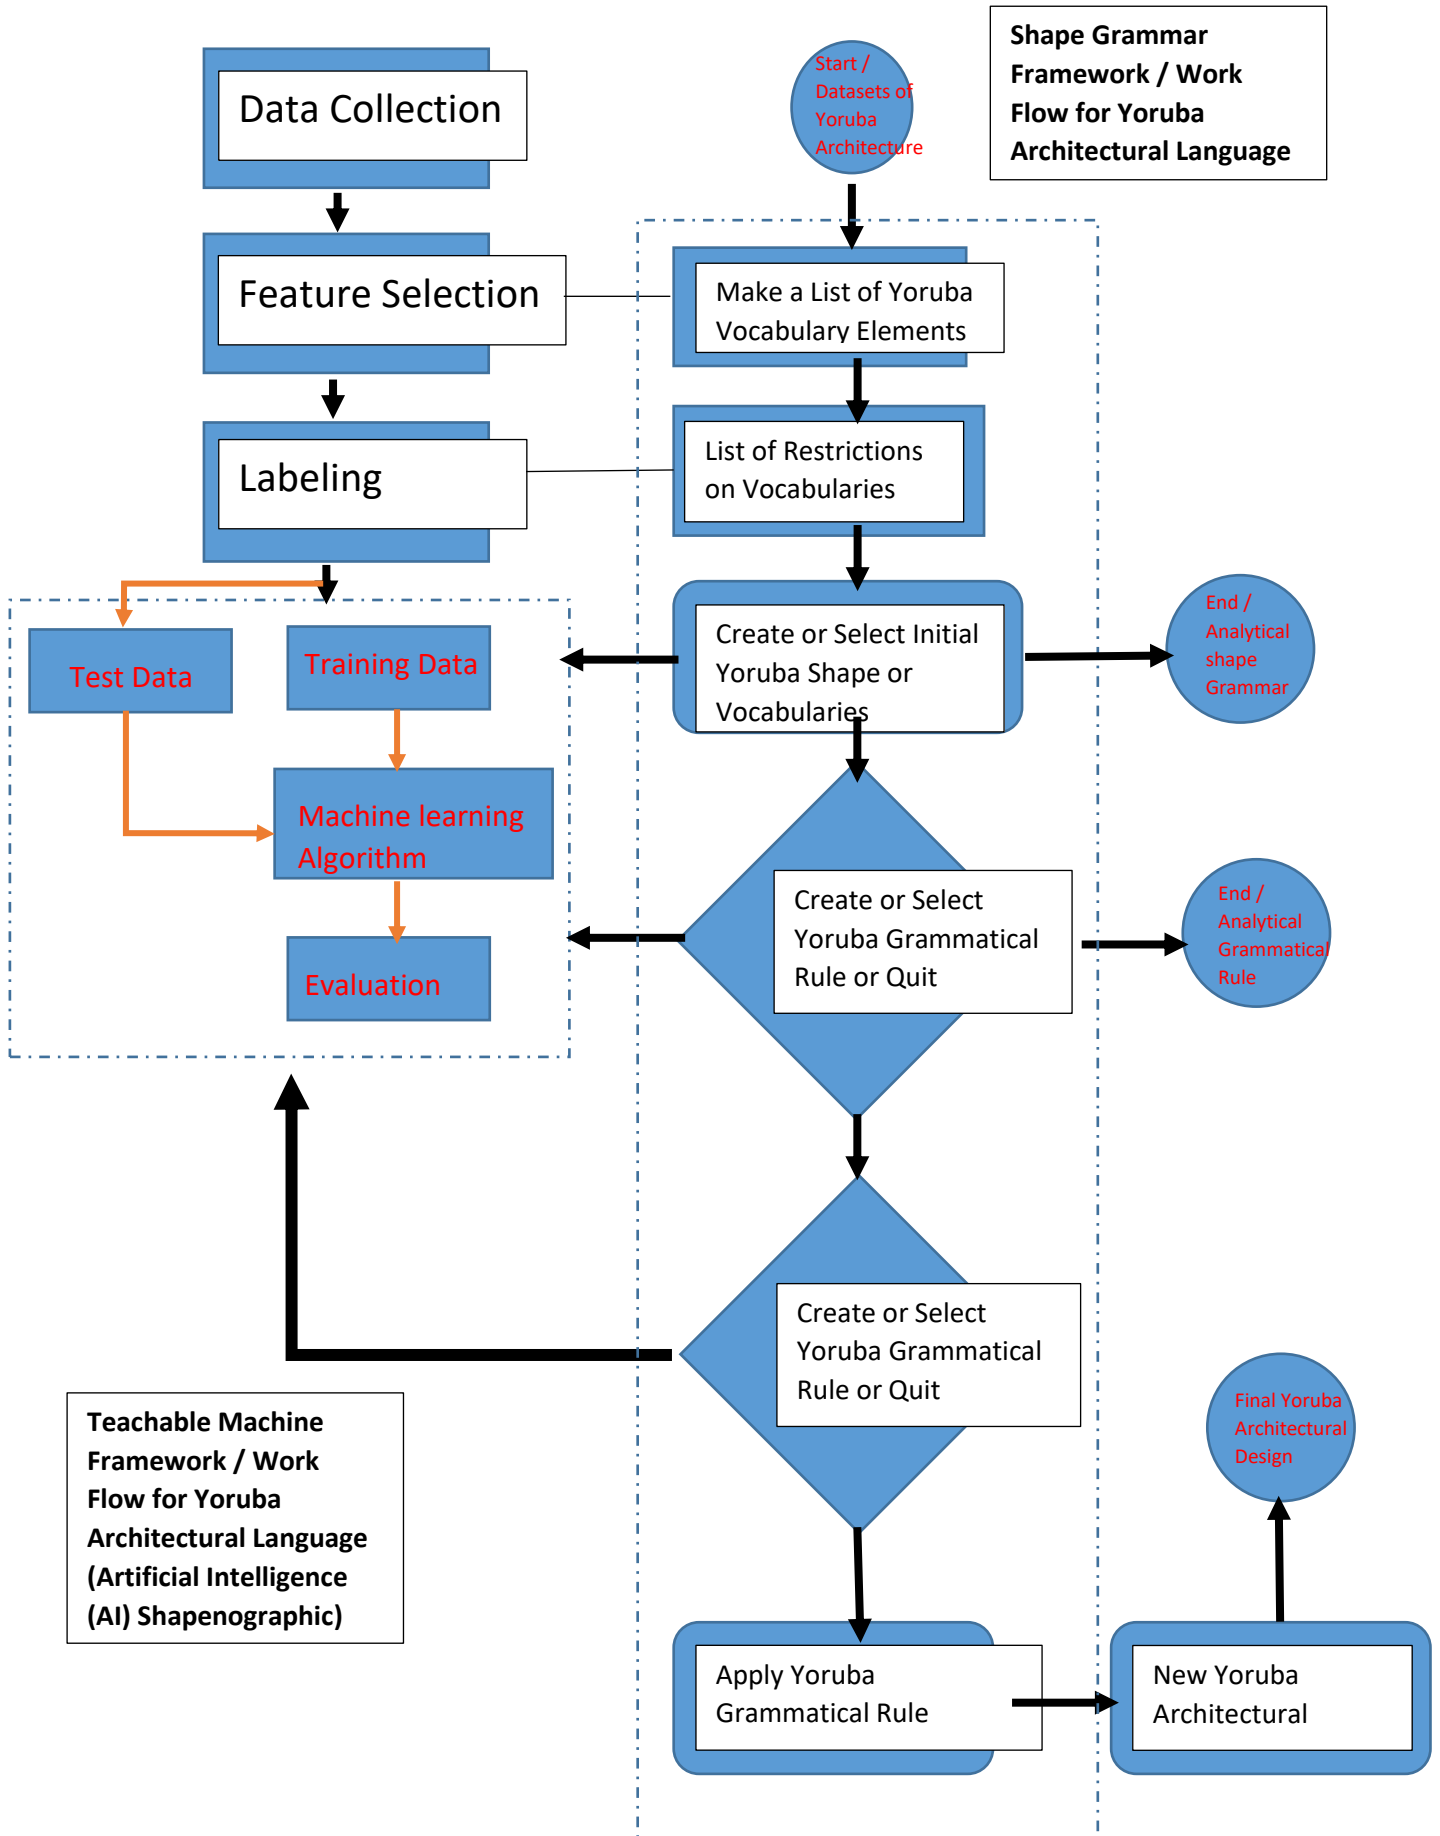 Data Collection
Start /
Datasets of
Yoruba
Architecture
Shape Grammar
Framework / Work
Flow for Yoruba
Architectural Language
Feature Selection
Make a List of Yoruba
Vocabulary Elements
Labeling
List of Restrictions
on Vocabularies
Test Data
Training Data
Create or Select Initial
Yoruba Shape or
Vocabularies
End /
Analytical
shape
Grammar
Machine learning
Algorithm
Evaluation
Create or Select
Yoruba Grammatical
Rule or Quit
End /
Analytical
Grammatical
Rule
Create or Select
Yoruba Grammatical
Rule or Quit
Teachable Machine
Framework / Work
Flow for Yoruba
Architectural Language
(Artificial Intelligence
(AI) Shapenographic)
Final Yoruba
Architectural
Design
Apply Yoruba
Grammatical Rule
New Yoruba
Architectural